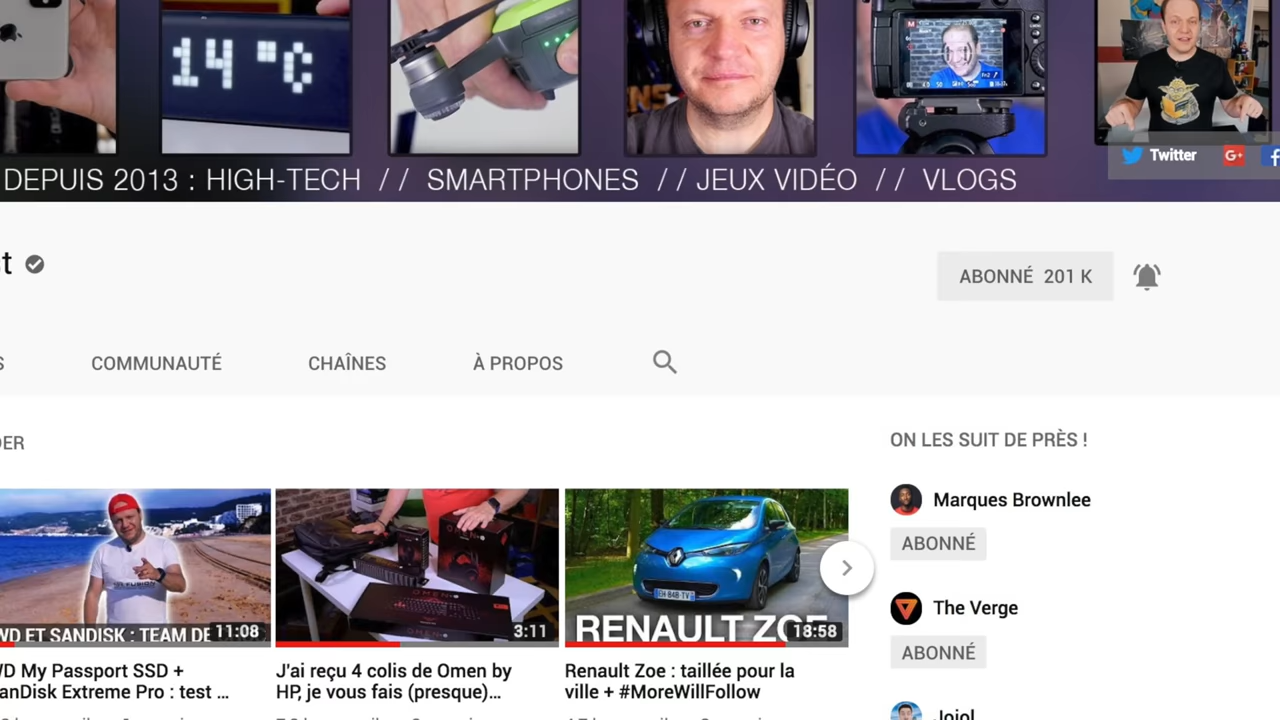 14 °C
DEPUIS 2013 : HIGH-TECH // SMARTPHONES // JEUX VIDÉO // VLOGS
Twitter
ABONNÉ 201 K
COMMUNAUTÉ
CHAÎNES
À PROPOS
ON LES SUIT DE PRÈS !
Marques Brownlee
ABONNÉ
The Verge
ABONNÉ
WD ET SANDISK : TEAM DE
11:08
OMEN
3:11
RENAULT ZOE
18:58
WD My Passport SSD +
SanDisk Extreme Pro : test ...
J'ai reçu 4 colis de Omen by
HP, je vous fais (presque)...
Renault Zoe : taillée pour la
ville + #MoreWillFollow